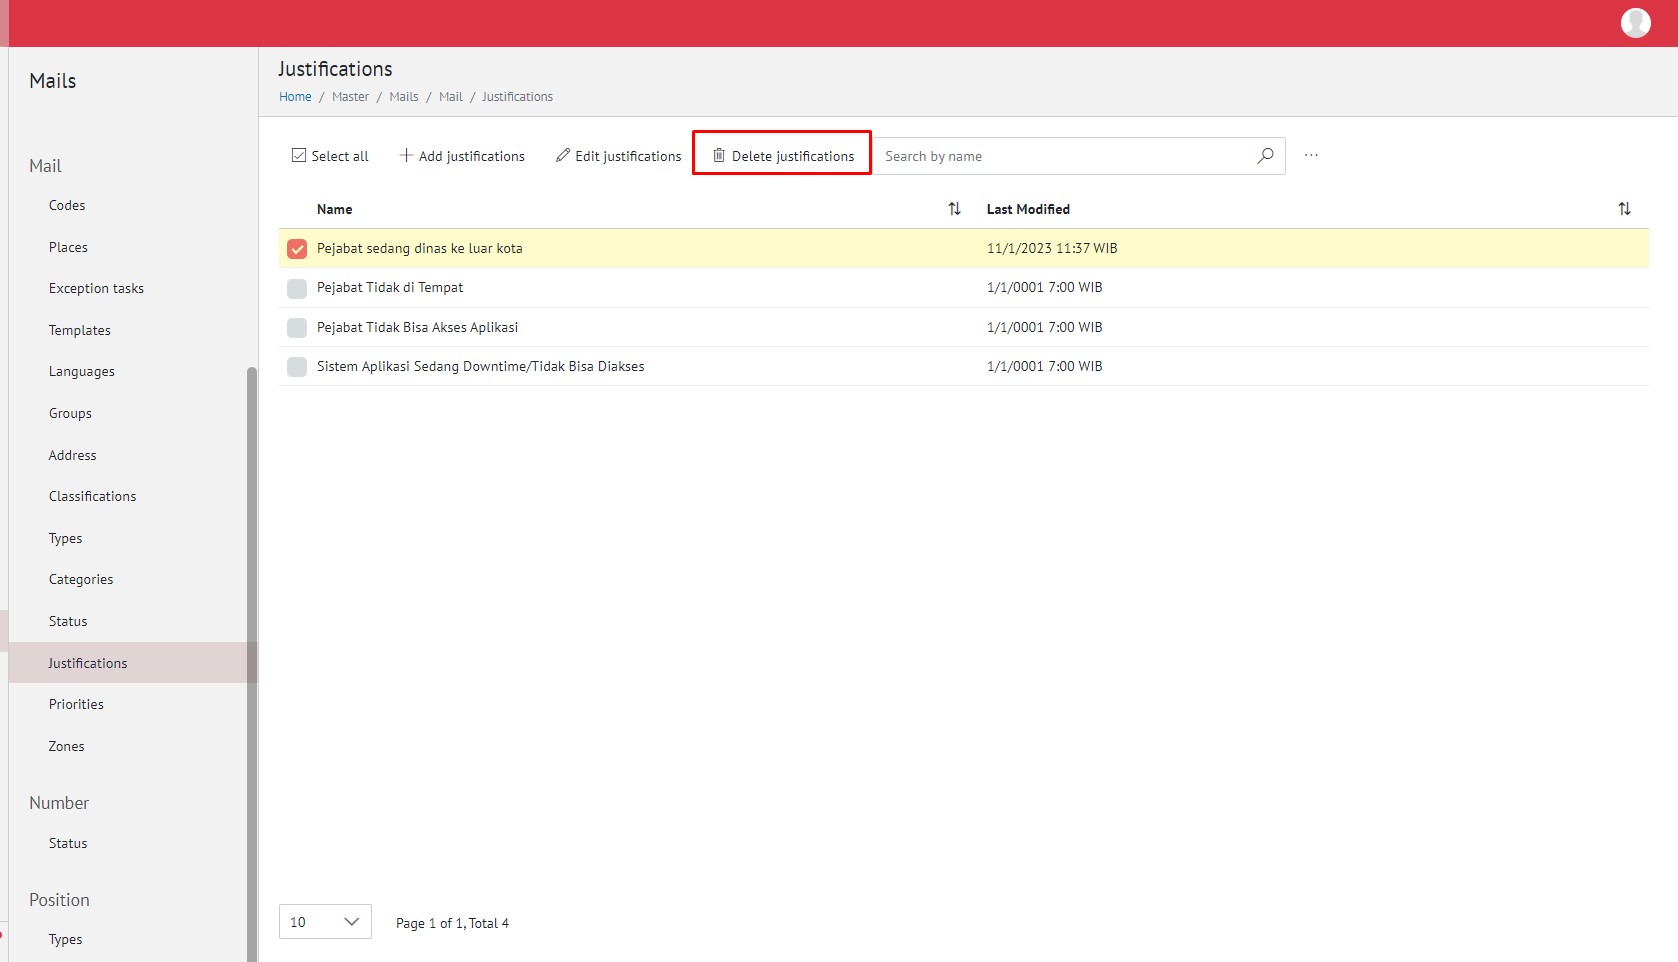 Mails
Mail
Codes
Places
Exception tasks
Templates
Languages
Groups
Address
Classifications
Types
Categories
Status
Justifications
Priorities
Zones
Number
Status
Position
Types
Justifications
Home / Master / Mails / Mail / Justifications
Select all Add justifications Edit justifications Delete justifications Search by name ...
Name Last Modified
Pejabat sedang dinas ke luar kota 11/1/2023 11:37 WIB
Pejabat Tidak di Tempat 1/1/0001 7:00 WIB
Pejabat Tidak Bisa Akses Aplikasi 1/1/0001 7:00 WIB
Sistem Aplikasi Sedang Downtime/Tidak Bisa Diakses 1/1/0001 7:00 WIB
10 Page 1 of 1, Total 4